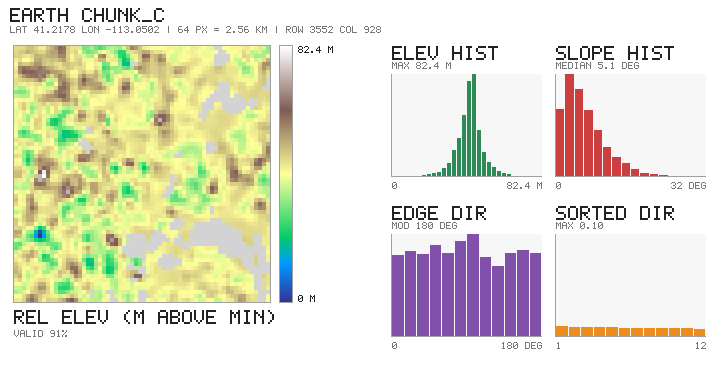 EARTH CHUNK_C
LAT 41.2178 LON -113.0502 | 64 PX = 2.56 KM | ROW 3552 COL 928
82.4 M
0 M
REL ELEV (M ABOVE MIN)
VALID 91%
ELEV HIST
MAX 82.4 M
0 82.4 M
SLOPE HIST
MEDIAN 5.1 DEG
0 32 DEG
EDGE DIR
MOD 180 DEG
0 180 DEG
SORTED DIR
MAX 0.10
1 12